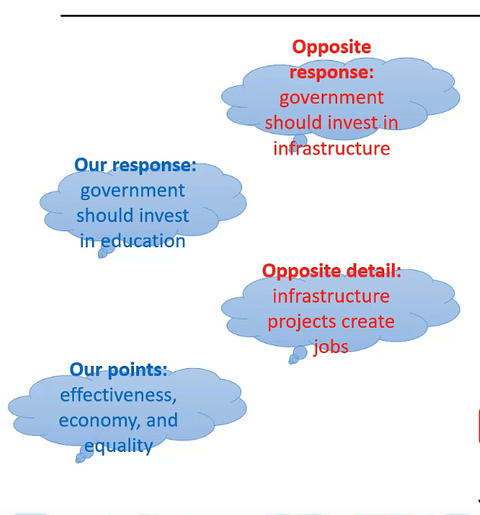 Opposite
response:
government
should invest in
infrastructure
Our response:
government
should invest
in education
Opposite detail:
infrastructure
projects create
jobs
Our points:
effectiveness,
economy, and
equality